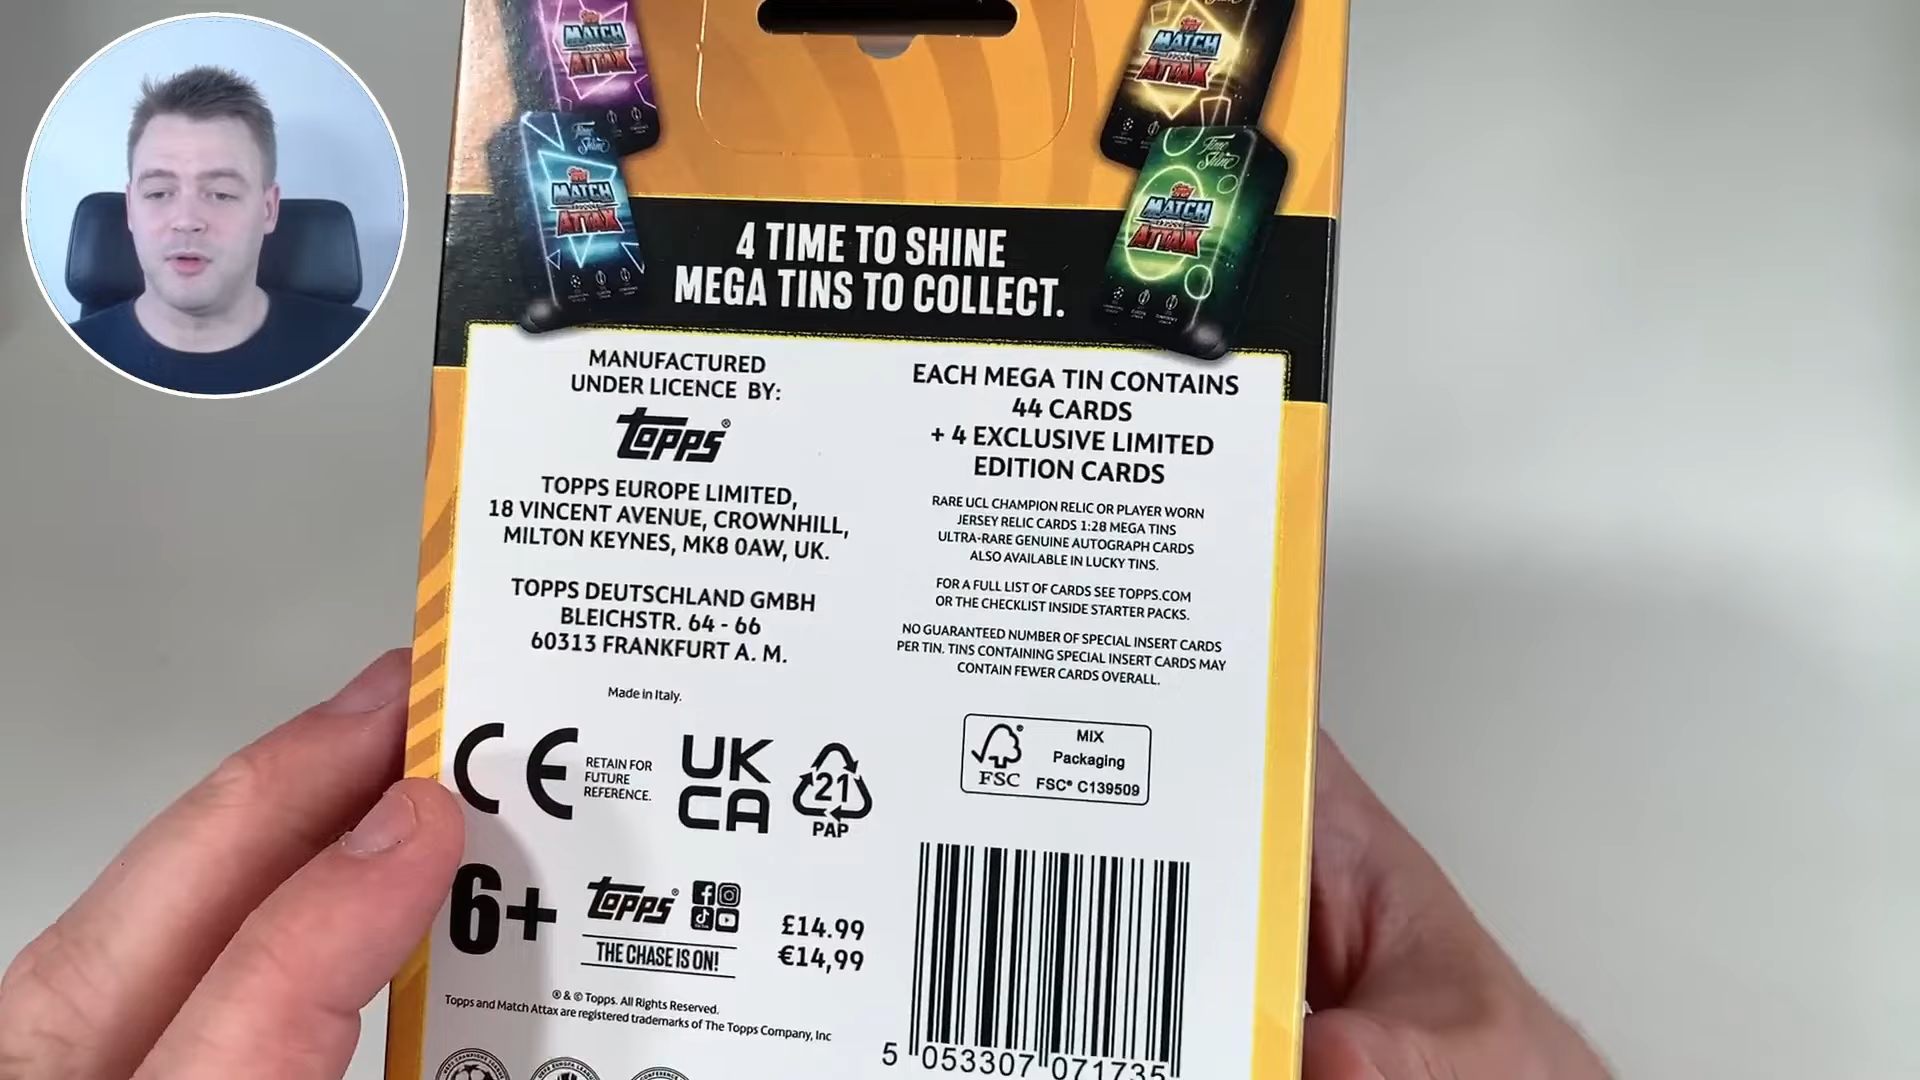 topps
MATCH
ATTAX
topps
MATCH
ATTAX
Time
Shine
topps
MATCH
ATTAX
Time
Shine
topps
MATCH
ATTAX
4 TIME TO SHINE
MEGA TINS TO COLLECT.
MANUFACTURED
UNDER LICENCE BY:
topps®
TOPPS EUROPE LIMITED,
18 VINCENT AVENUE, CROWNHILL,
MILTON KEYNES, MK8 0AW, UK.
TOPPS DEUTSCHLAND GMBH
BLEICHSTR. 64 - 66
60313 FRANKFURT A. M.
Made in Italy.
CE
RETAIN FOR
FUTURE
REFERENCE.
UK
CA
21
PAP
6+
topps®
THE CHASE IS ON!
£14.99
€14,99
® & © Topps. All Rights Reserved.
Topps and Match Attax are registered trademarks of The Topps Company, Inc
EACH MEGA TIN CONTAINS
44 CARDS
+ 4 EXCLUSIVE LIMITED
EDITION CARDS
RARE UCL CHAMPION RELIC OR PLAYER WORN
JERSEY RELIC CARDS 1:28 MEGA TINS
ULTRA-RARE GENUINE AUTOGRAPH CARDS
ALSO AVAILABLE IN LUCKY TINS.
FOR A FULL LIST OF CARDS SEE TOPPS.COM
OR THE CHECKLIST INSIDE STARTER PACKS.
NO GUARANTEED NUMBER OF SPECIAL INSERT CARDS
PER TIN. TINS CONTAINING SPECIAL INSERT CARDS MAY
CONTAIN FEWER CARDS OVERALL.
FSC
MIX
Packaging
FSC® C139509
5 053307 071735